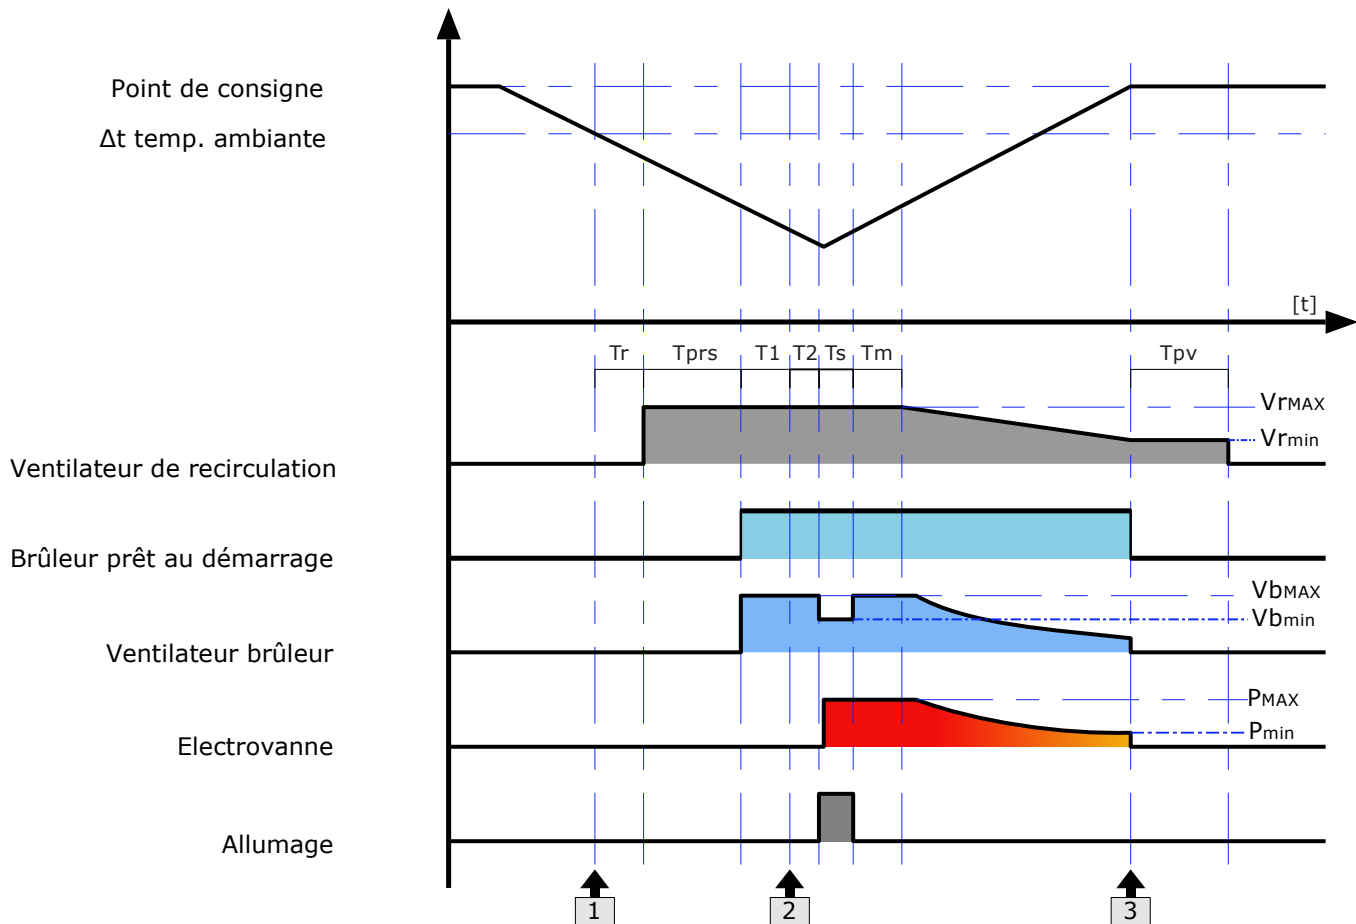 Point de consigne
Δt temp. ambiante
[t]
Tr Tprs T1 T2 Ts Tm Tpv
VrMAX
Vrmin
Ventilateur de recirculation
Brûleur prêt au démarrage
VbMAX
Vbmin
Ventilateur brûleur
PMAX
Pmin
Electrovanne
Allumage
1 2 3